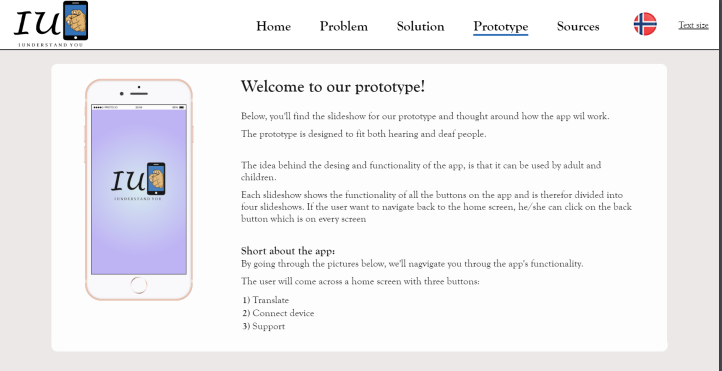 IU
IUNDERSTAND YOU
Home Problem Solution Prototype Sources Text size
Welcome to our prototype!
Below, you'll find the slideshow for our prototype and thought around how the app wil work.
The prototype is designed to fit both hearing and deaf people.
The idea behind the desing and functionality of the app, is that it can be used by adult and
children.
Each slideshow shows the functionality of all the buttons on the app and is therefor divided into
four slideshows. If the user want to navigate back to the home screen, he/she can click on the back
button which is on every screen
Short about the app:
By going through the pictures below, we'll nagvigate you throug the app's functionality.
The user will come across a home screen with three buttons:
1) Translate
2) Connect device
3) Support
IU
IUNDERSTAND YOU